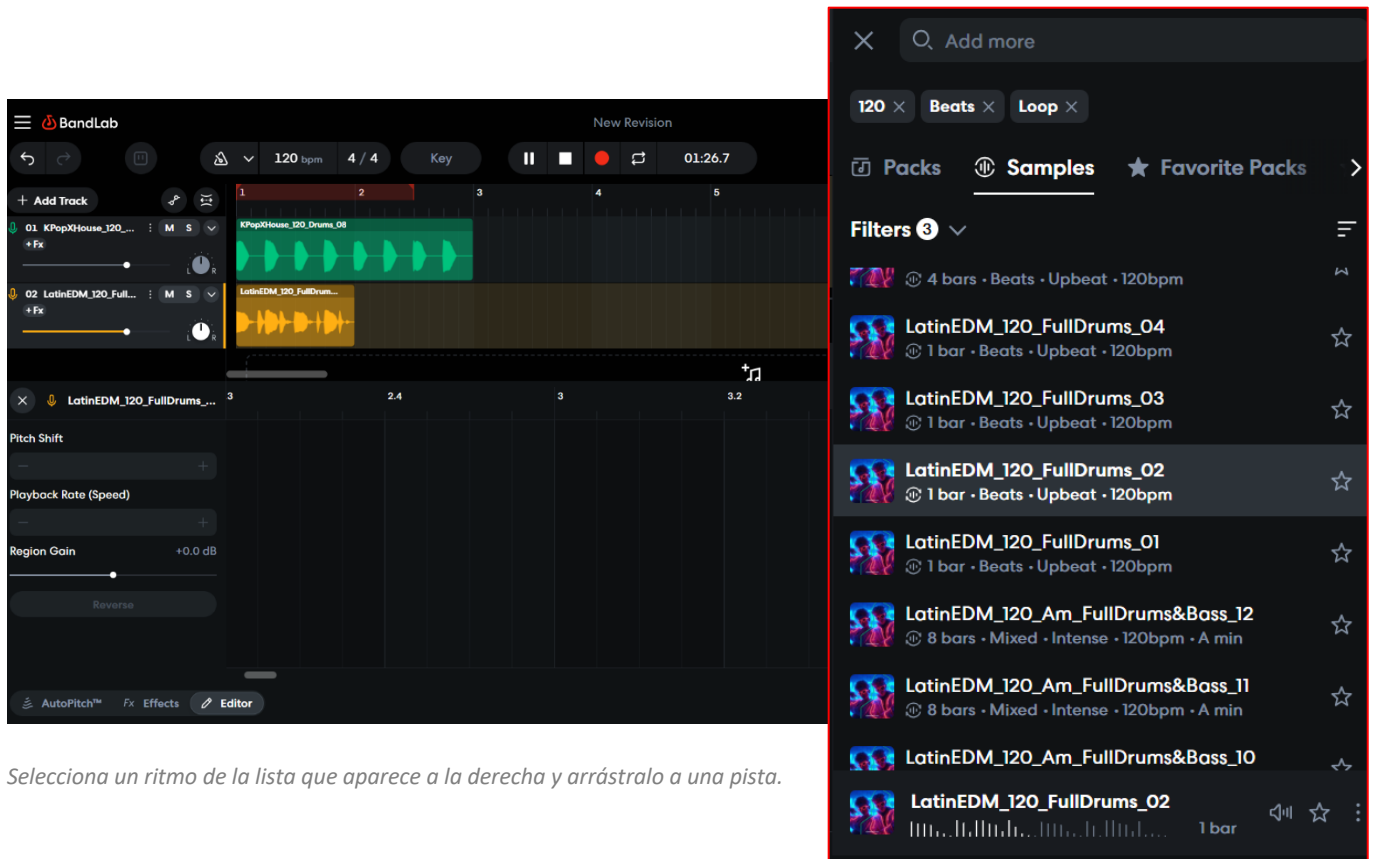 BandLab
New Revision
120 bpm
4 / 4
Key
01:26.7
+ Add Track
1 2 3 4 5
01 KPopXHouse_120_...
M S
+Fx
L R
KPopXHouse_120_Drums_08
02 LatinEDM_120_Full...
M S
+Fx
L R
LatinEDM_120_FullDrum...
LatinEDM_120_FullDrums_...
3 2.4 3 3.2
Pitch Shift
Playback Rate (Speed)
Region Gain +0.0 dB
Reverse
AutoPitch™
Fx Effects
Editor
Selecciona un ritmo de la lista que aparece a la derecha y arrástralo a una pista.
Add more
120 × Beats × Loop ×
Packs Samples Favorite Packs
Filters 3
4 bars • Beats • Upbeat • 120bpm
LatinEDM_120_FullDrums_04
1 bar • Beats • Upbeat • 120bpm
LatinEDM_120_FullDrums_03
1 bar • Beats • Upbeat • 120bpm
LatinEDM_120_FullDrums_02
1 bar • Beats • Upbeat • 120bpm
LatinEDM_120_FullDrums_01
1 bar • Beats • Upbeat • 120bpm
LatinEDM_120_Am_FullDrums&Bass_12
8 bars • Mixed • Intense • 120bpm • A min
LatinEDM_120_Am_FullDrums&Bass_11
8 bars • Mixed • Intense • 120bpm • A min
LatinEDM_120_Am_FullDrums&Bass_10
LatinEDM_120_FullDrums_02
1 bar